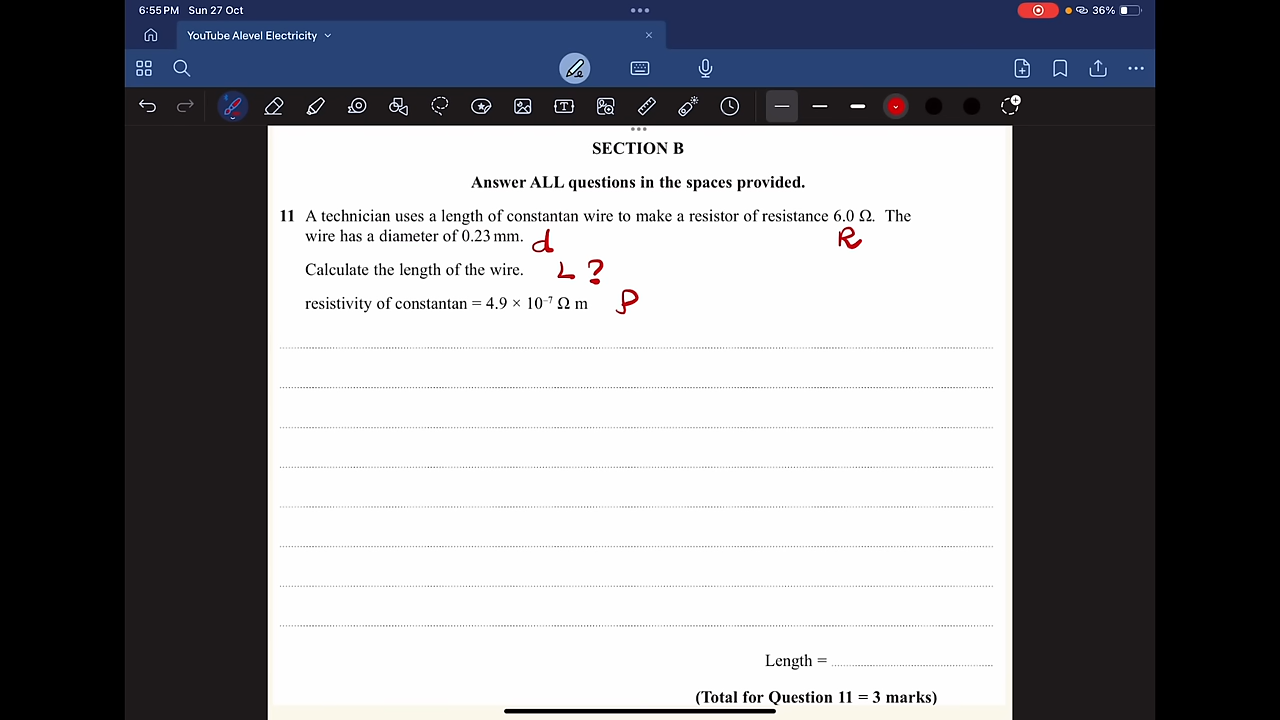 6:55 PM Sun 27 Oct
36%
YouTube Alevel Electricity
SECTION B
Answer ALL questions in the spaces provided.
11 A technician uses a length of constantan wire to make a resistor of resistance 6.0 Ω. The
wire has a diameter of 0.23 mm. d R
Calculate the length of the wire. L ?
resistivity of constantan = 4.9 × 10⁻⁷ Ω m ρ
Length =
(Total for Question 11 = 3 marks)